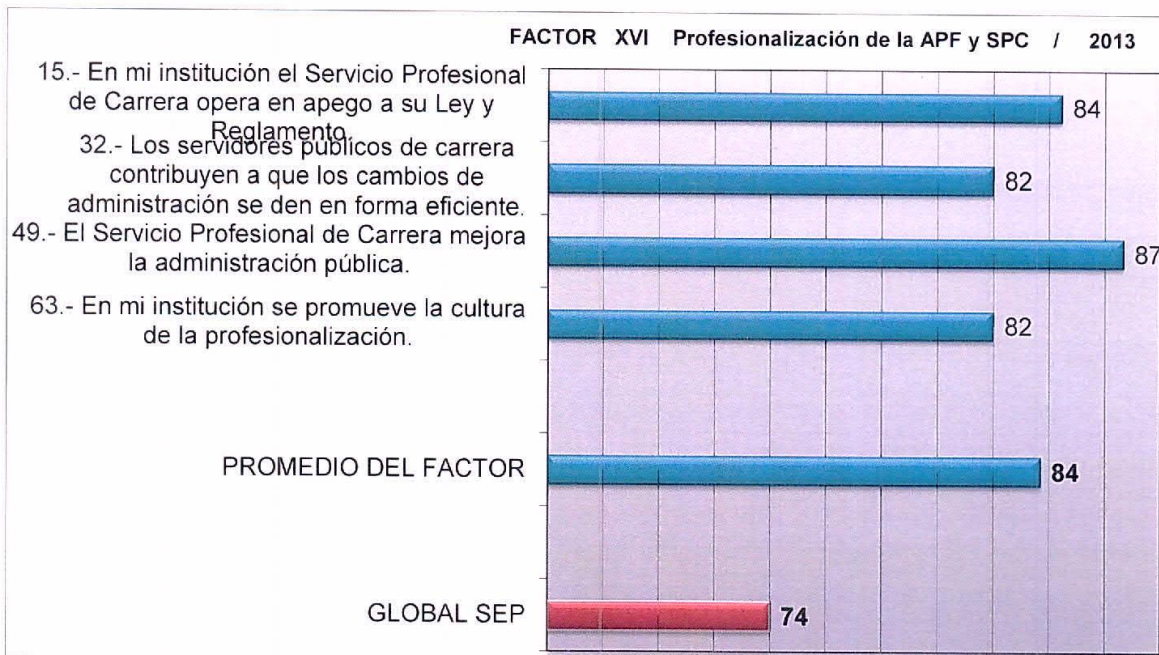 FACTOR XVI Profesionalización de la APF y SPC / 2013
15.- En mi institución el Servicio Profesional
de Carrera opera en apego a su Ley y
Reglamento.
84
32.- Los servidores públicos de carrera
contribuyen a que los cambios de
administración se den en forma eficiente.
82
49.- El Servicio Profesional de Carrera mejora
la administración pública.
87
63.- En mi institución se promueve la cultura
de la profesionalización.
82
PROMEDIO DEL FACTOR
84
GLOBAL SEP
74